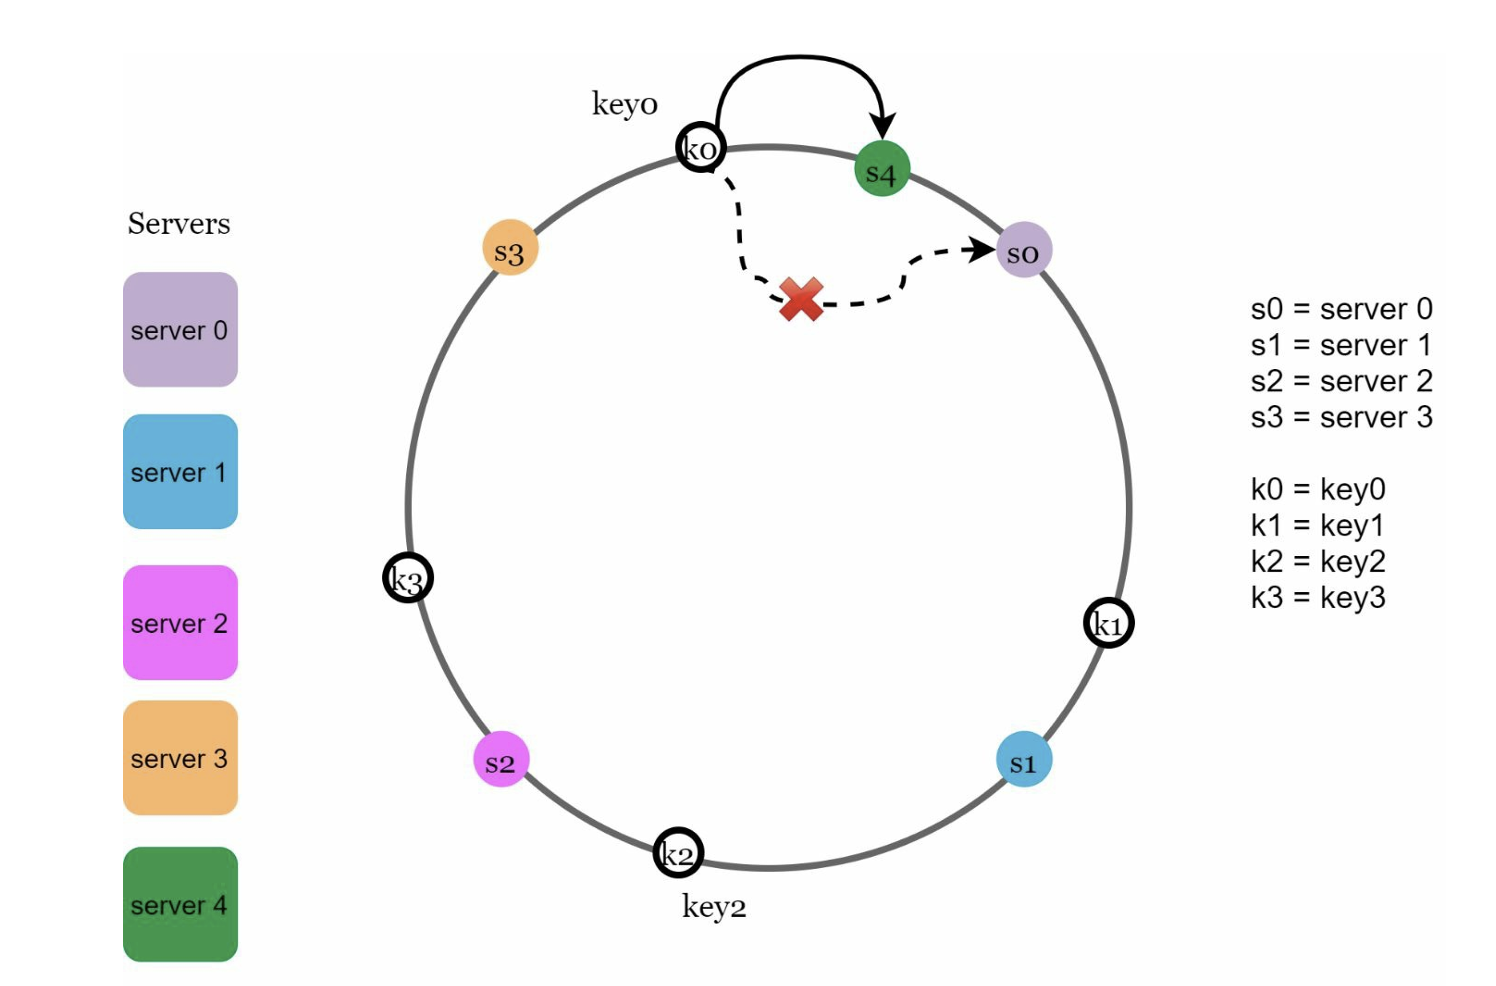 key0
k0
s4
s3
s0
Servers
server 0
server 1
server 2
server 3
server 4
k3
k1
s2
s1
k2
key2
s0 = server 0
s1 = server 1
s2 = server 2
s3 = server 3
k0 = key0
k1 = key1
k2 = key2
k3 = key3